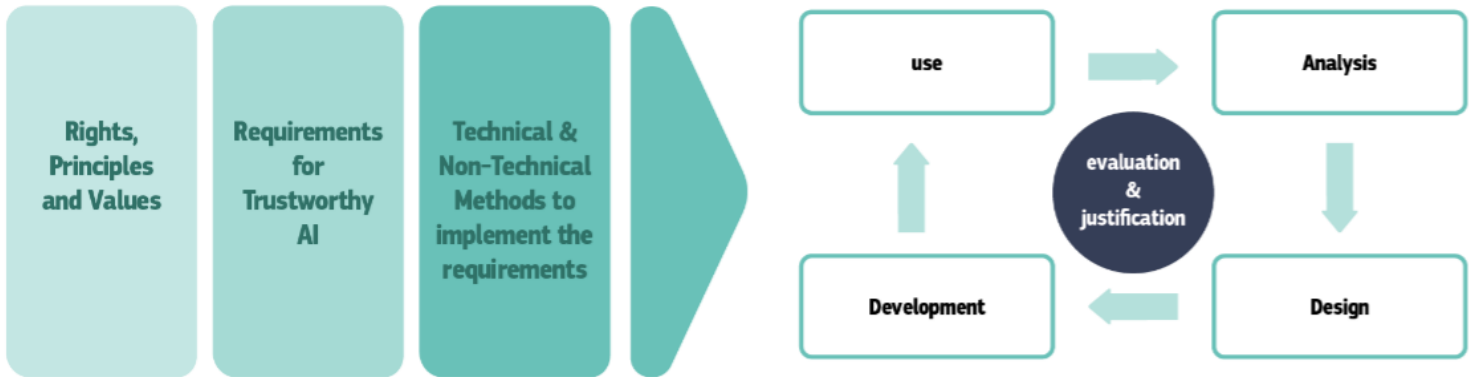 Rights,
Principles
and Values
Requirements
for
Trustworthy
AI
Technical &
Non-Technical
Methods to
implement the
requirements
use
Analysis
evaluation
&
justification
Development
Design